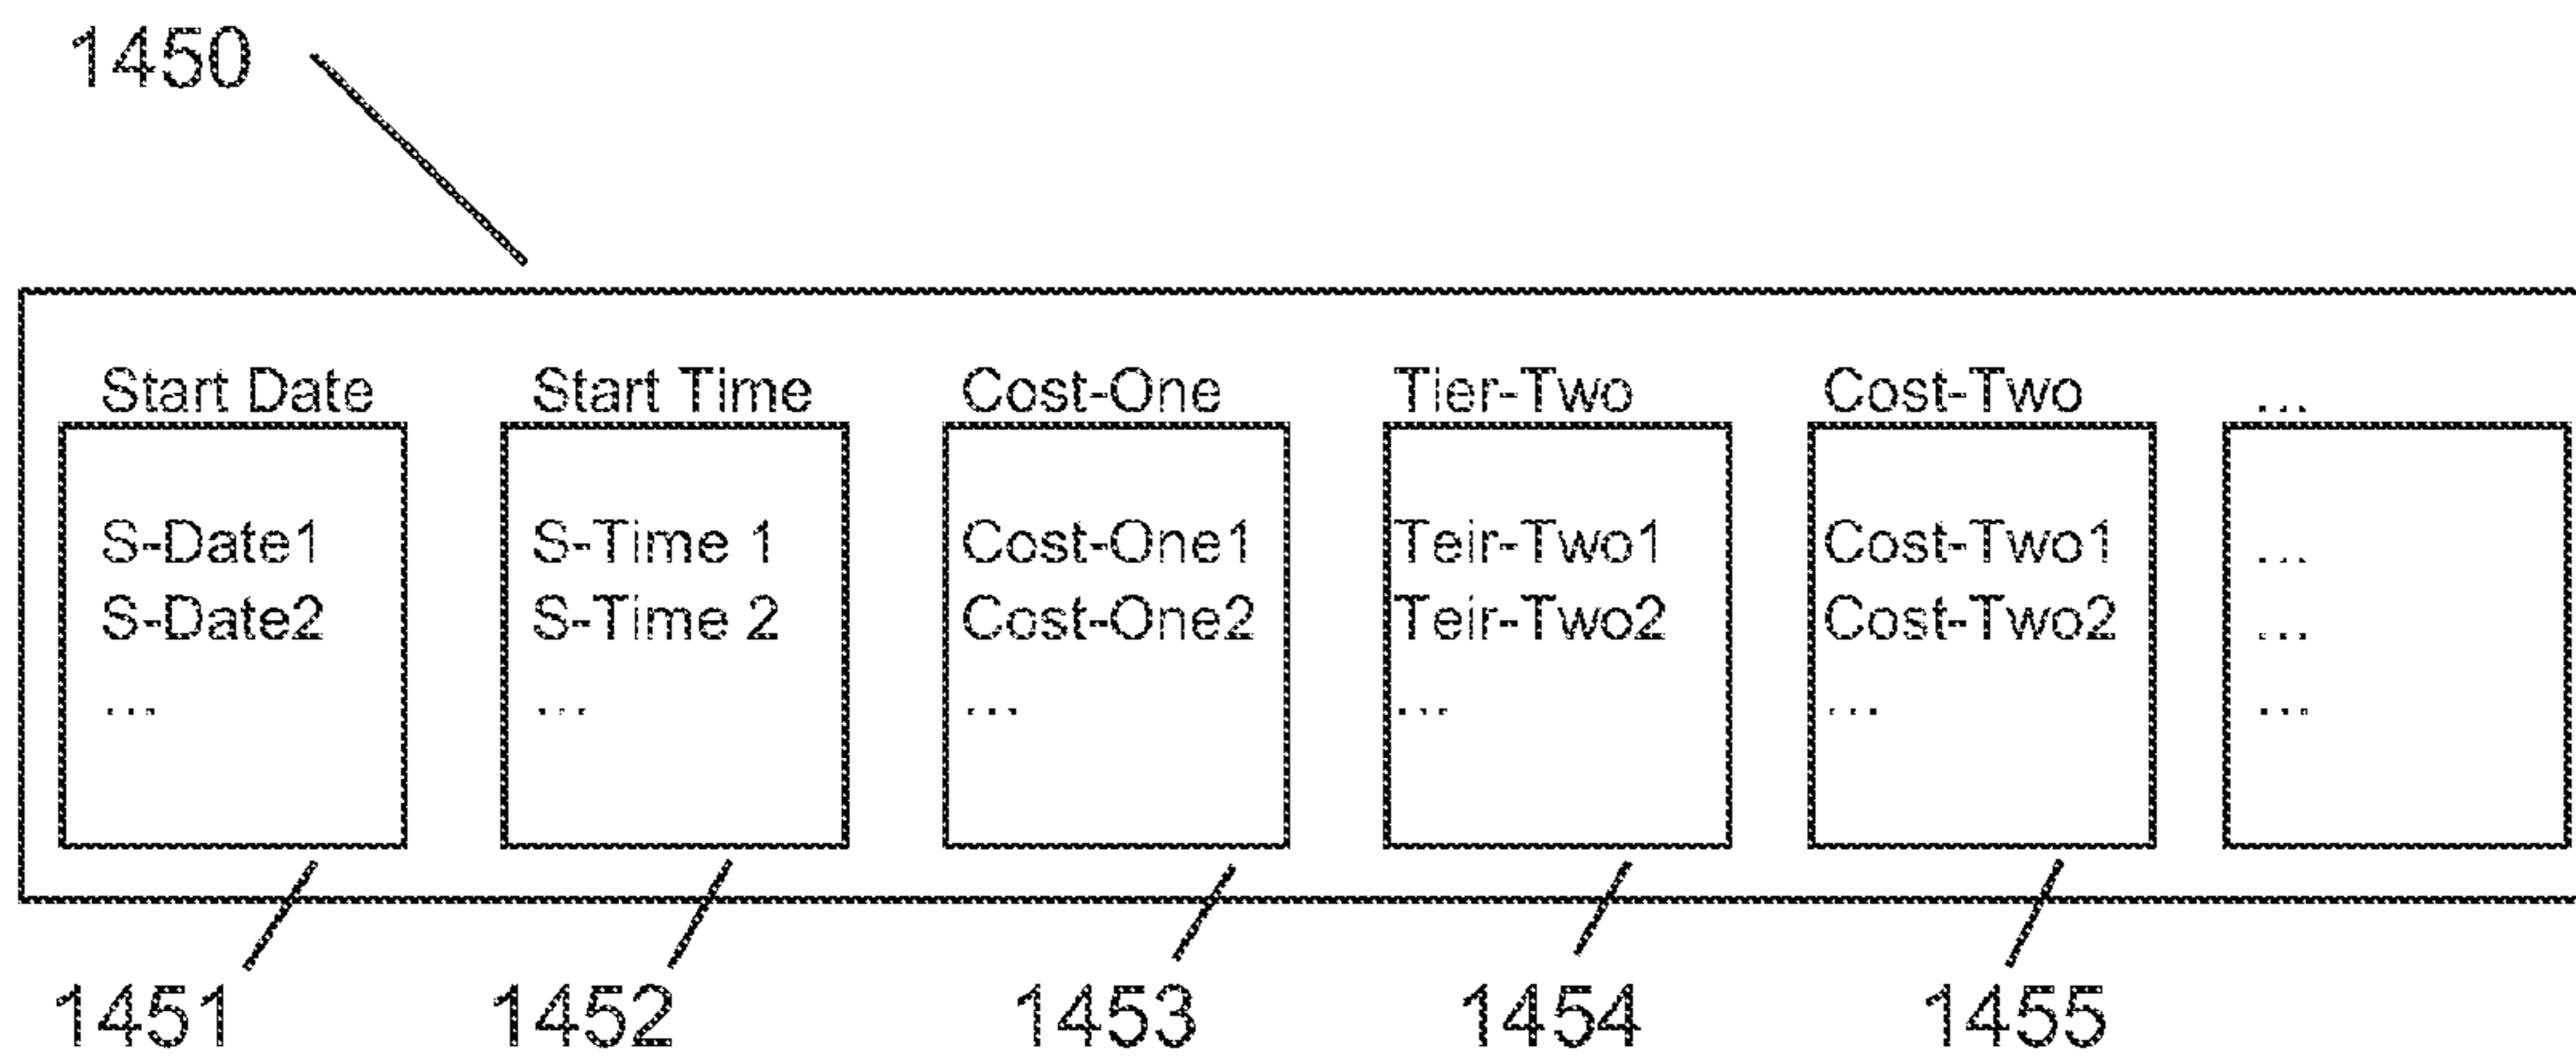 1450
Start Date Start Time Cost-One Tier-Two Cost-Two ...
S-Date1 S-Time 1 Cost-One1 Teir-Two1 Cost-Two1 ...
S-Date2 S-Time 2 Cost-One2 Teir-Two2 Cost-Two2 ...
... ... ... ... ... ...
1451 1452 1453 1454 1455